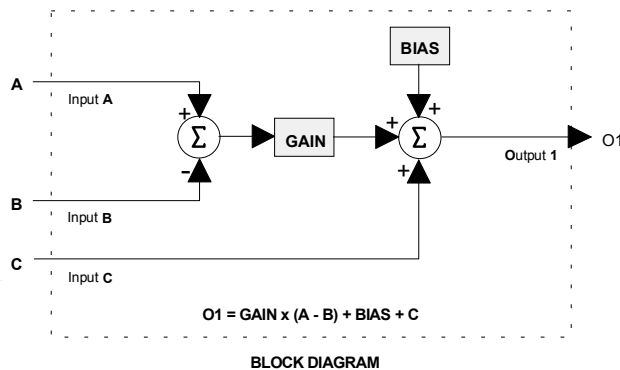 BIAS
A
Input A
+
+
+
Σ
GAIN
Σ
O1
-
+
Output 1
B
Input B
C
Input C
O1 = GAIN x (A - B) + BIAS + C
BLOCK DIAGRAM